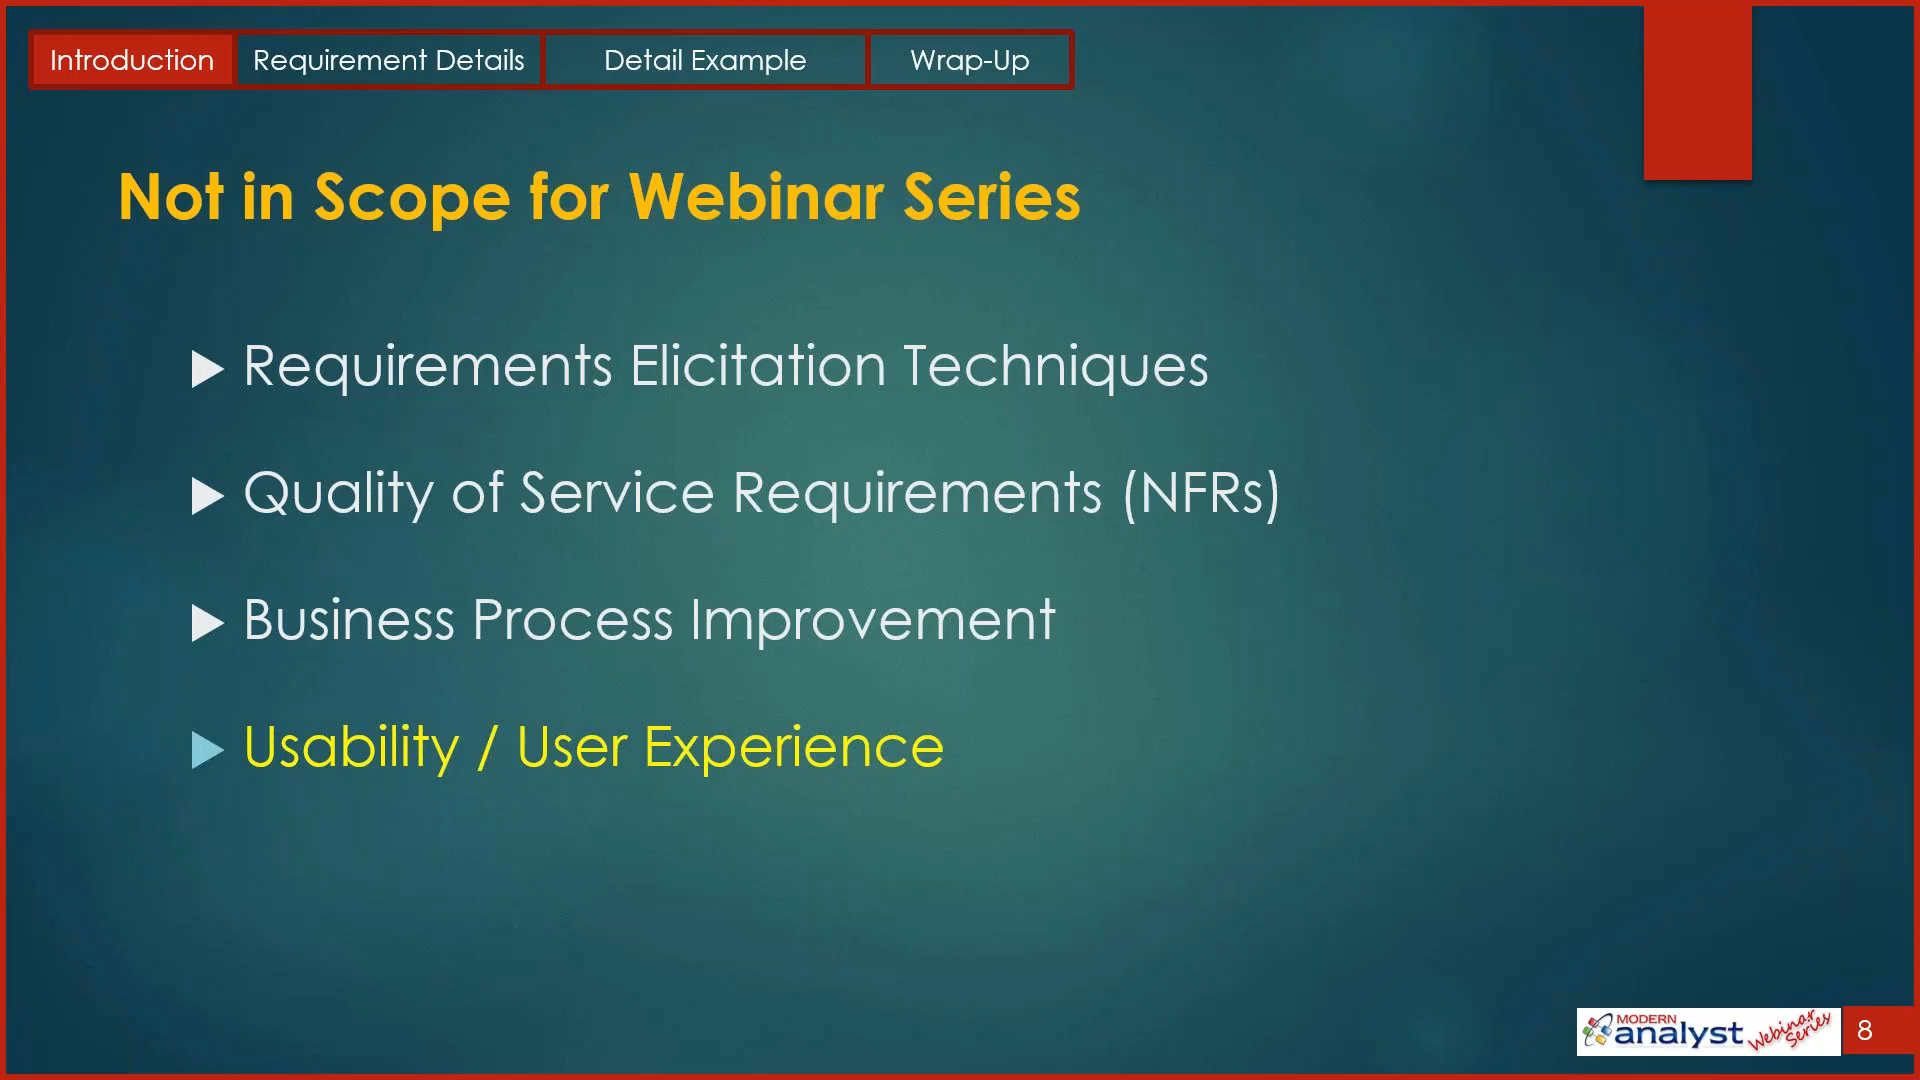 Introduction
Requirement Details
Detail Example
Wrap-Up
Not in Scope for Webinar Series
Requirements Elicitation Techniques
Quality of Service Requirements (NFRs)
Business Process Improvement
Usability / User Experience
MODERN
analyst
Webinar
Series
8